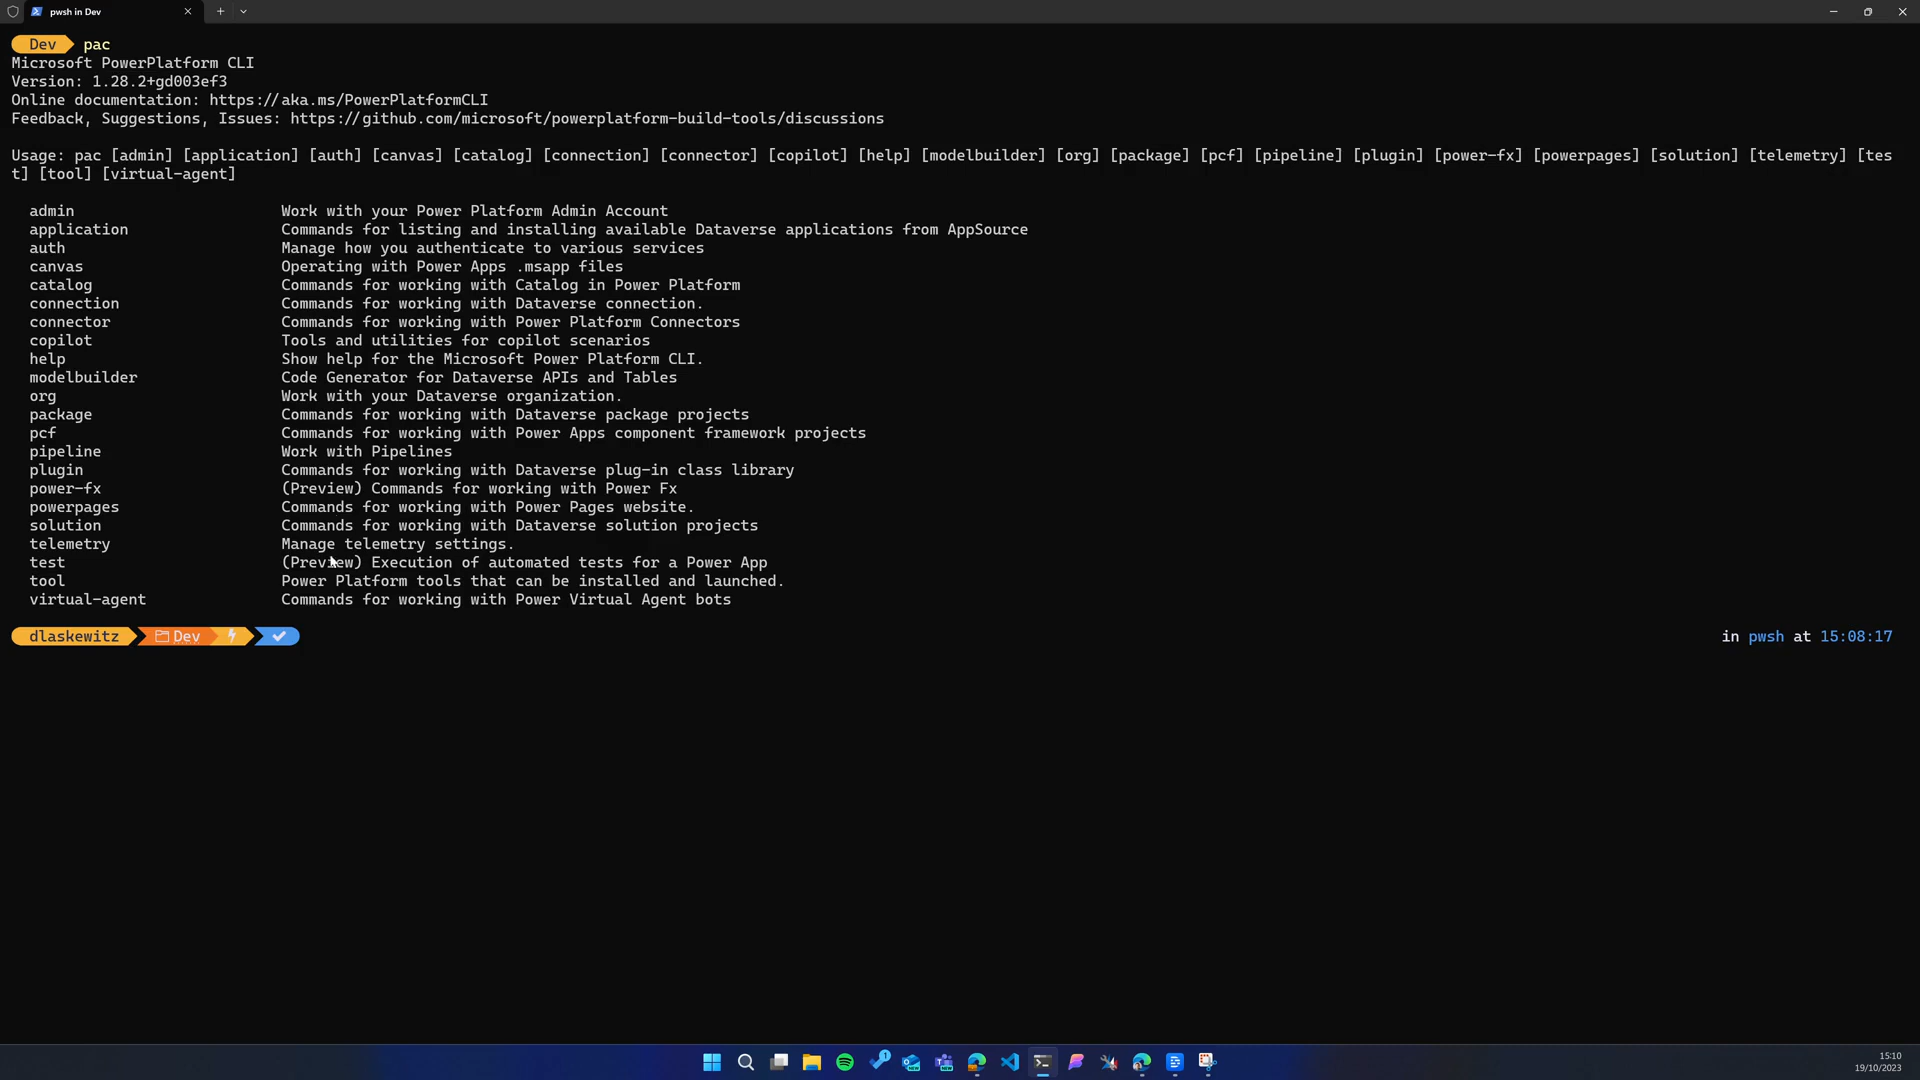 pwsh in Dev
Dev pac
Microsoft PowerPlatform CLI
Version: 1.28.2+gd003ef3
Online documentation: https://aka.ms/PowerPlatformCLI
Feedback, Suggestions, Issues: https://github.com/microsoft/powerplatform-build-tools/discussions
Usage: pac [admin] [application] [auth] [canvas] [catalog] [connection] [connector] [copilot] [help] [modelbuilder] [org] [package] [pcf] [pipeline] [plugin] [power-fx] [powerpages] [solution] [telemetry] [tes
t] [tool] [virtual-agent]
admin Work with your Power Platform Admin Account
application Commands for listing and installing available Dataverse applications from AppSource
auth Manage how you authenticate to various services
canvas Operating with Power Apps .msapp files
catalog Commands for working with Catalog in Power Platform
connection Commands for working with Dataverse connection.
connector Commands for working with Power Platform Connectors
copilot Tools and utilities for copilot scenarios
help Show help for the Microsoft Power Platform CLI.
modelbuilder Code Generator for Dataverse APIs and Tables
org Work with your Dataverse organization.
package Commands for working with Dataverse package projects
pcf Commands for working with Power Apps component framework projects
pipeline Work with Pipelines
plugin Commands for working with Dataverse plug-in class library
power-fx (Preview) Commands for working with Power Fx
powerpages Commands for working with Power Pages website.
solution Commands for working with Dataverse solution projects
telemetry Manage telemetry settings.
test (Preview) Execution of automated tests for a Power App
tool Power Platform tools that can be installed and launched.
virtual-agent Commands for working with Power Virtual Agent bots
dlaskewitz Dev in pwsh at 15:08:17
15:10
19/10/2023